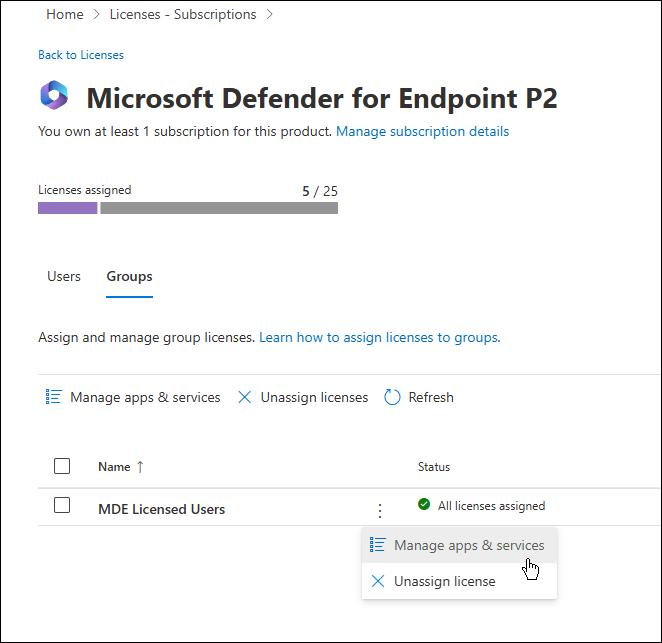 Home > Licenses - Subscriptions >
Back to Licenses
Microsoft Defender for Endpoint P2
You own at least 1 subscription for this product. Manage subscription details
Licenses assigned 5 / 25
Users Groups
Assign and manage group licenses. Learn how to assign licenses to groups.
Manage apps & services Unassign licenses Refresh
Name ↑ Status
MDE Licensed Users All licenses assigned
Manage apps & services
Unassign license